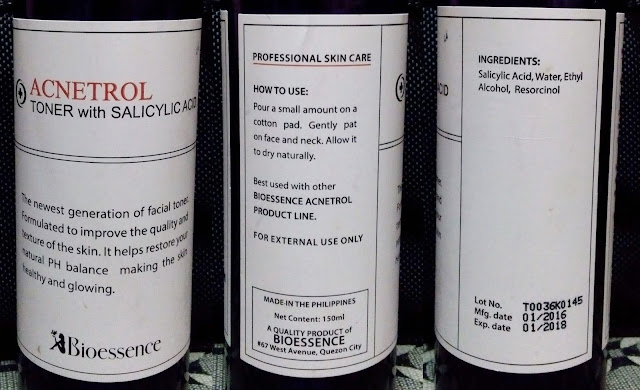 ACNETROL
TONER with SALICYLIC ACID
The newest generation of facial toner.
Formulated to improve the quality and
texture of the skin. It helps restore your
natural PH balance making the skin
healthy and glowing.
Bioessence
PROFESSIONAL SKIN CARE
HOW TO USE:
Pour a small amount on a
cotton pad. Gently pat
on face and neck. Allow it
to dry naturally.
Best used with other
BIOESSENCE ACNETROL
PRODUCT LINE.
FOR EXTERNAL USE ONLY
MADE-IN THE PHILIPPINES
Net Content: 150ml
A QUALITY PRODUCT of
BIOESSENCE
#67 West Avenue, Quezon City
ACID
INGREDIENTS:
Salicylic Acid, Water, Ethyl
Alcohol, Resorcinol
Lot No. T0036K0145
Mfg. date 01/2016
Exp. date 01/2018